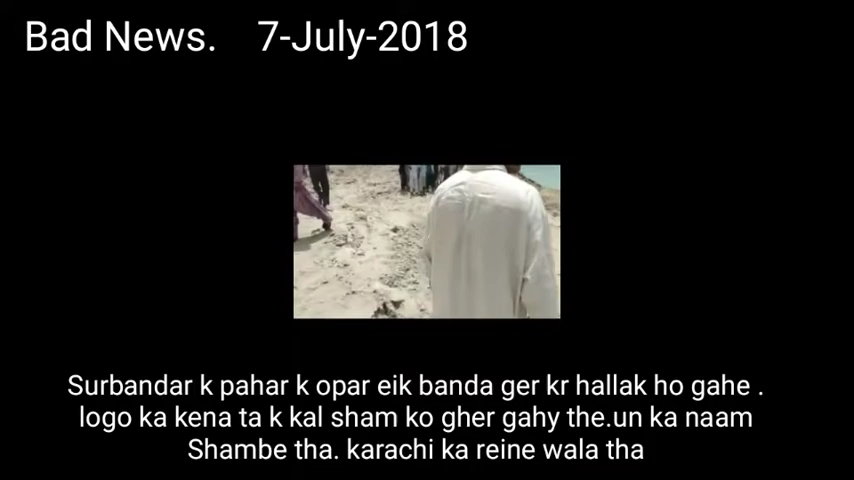 Bad News.    7-July-2018
Surbandar k pahar k opar eik banda ger kr hallak ho gahe .
logo ka kena ta k kal sham ko gher gahy the.un ka naam
Shambe tha. karachi ka reine wala tha